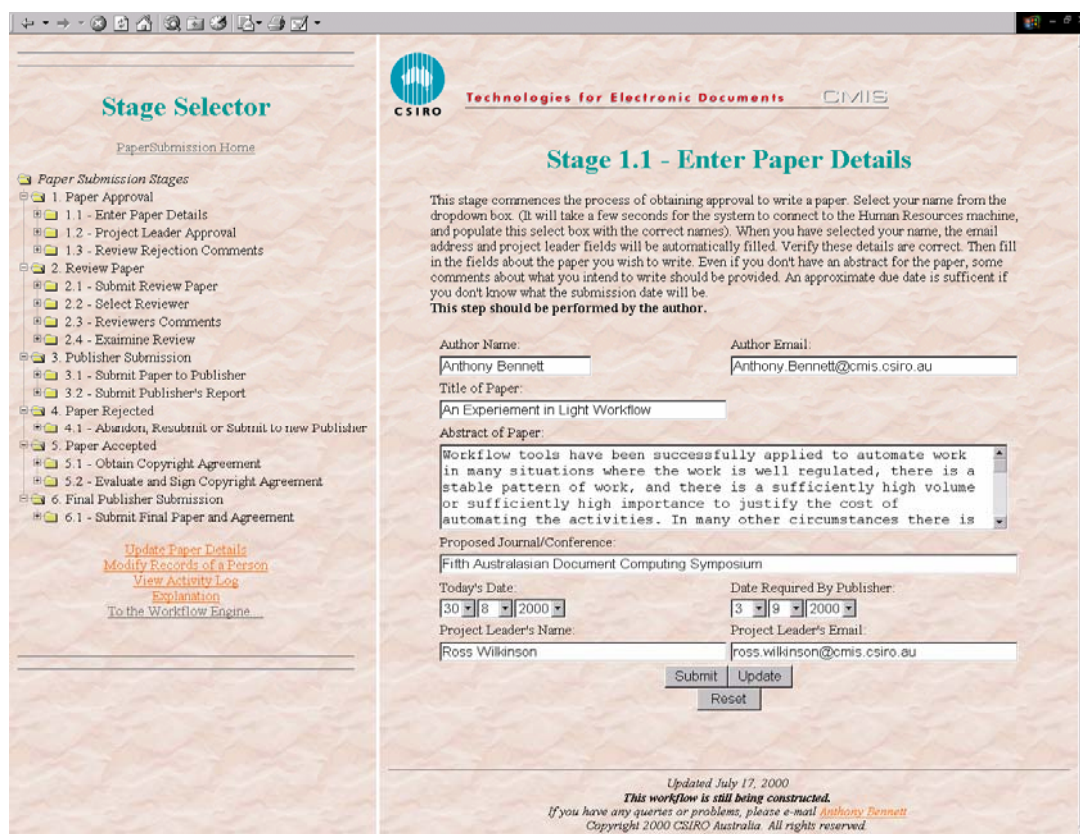 Stage Selector
PaperSubmission Home
Paper Submission Stages
1. Paper Approval
1.1 - Enter Paper Details
1.2 - Project Leader Approval
1.3 - Review Rejection Comments
2. Review Paper
2.1 - Submit Review Paper
2.2 - Select Reviewer
2.3 - Reviewers Comments
2.4 - Exaimine Review
3. Publisher Submission
3.1 - Submit Paper to Publisher
3.2 - Submit Publisher's Report
4. Paper Rejected
4.1 - Abandon, Resubmit or Submit to new Publisher
5. Paper Accepted
5.1 - Obtain Copyright Agreement
5.2 - Evaluate and Sign Copyright Agreement
6. Final Publisher Submission
6.1 - Submit Final Paper and Agreement
Update Paper Details
Modify Records of a Person
View Activity Log
Explanation
To the Workflow Engine...
CSIRO
Technologies for Electronic Documents CMIS
Stage 1.1 - Enter Paper Details
This stage commences the process of obtaining approval to write a paper. Select your name from the
dropdown box. (It will take a few seconds for the system to connect to the Human Resources machine,
and populate this select box with the correct names). When you have selected your name, the email
address and project leader fields will be automatically filled. Verify these details are correct. Then fill
in the fields about the paper you wish to write. Even if you don't have an abstract for the paper, some
comments about what you intend to write should be provided. An approximate due date is sufficent if
you don't know what the submission date will be.
This step should be performed by the author.
Author Name: Author Email:
Anthony Bennett Anthony.Bennett@cmis.csiro.au
Title of Paper:
An Experiement in Light Workflow
Abstract of Paper:
Workflow tools have been successfully applied to automate work
in many situations where the work is well regulated, there is a
stable pattern of work, and there is a sufficiently high volume
or sufficiently high importance to justify the cost of
automating the activities. In many other circumstances there is
Proposed Journal/Conference:
Fifth Australasian Document Computing Symposium
Today's Date: Date Required By Publisher:
30 8 2000 3 9 2000
Project Leader's Name: Project Leader's Email:
Ross Wilkinson ross.wilkinson@cmis.csiro.au
Submit Update
Reset
Updated July 17, 2000
This workflow is still being constructed.
If you have any queries or problems, please e-mail Anthony Bennett
Copyright 2000 CSIRO Australia. All rights reserved